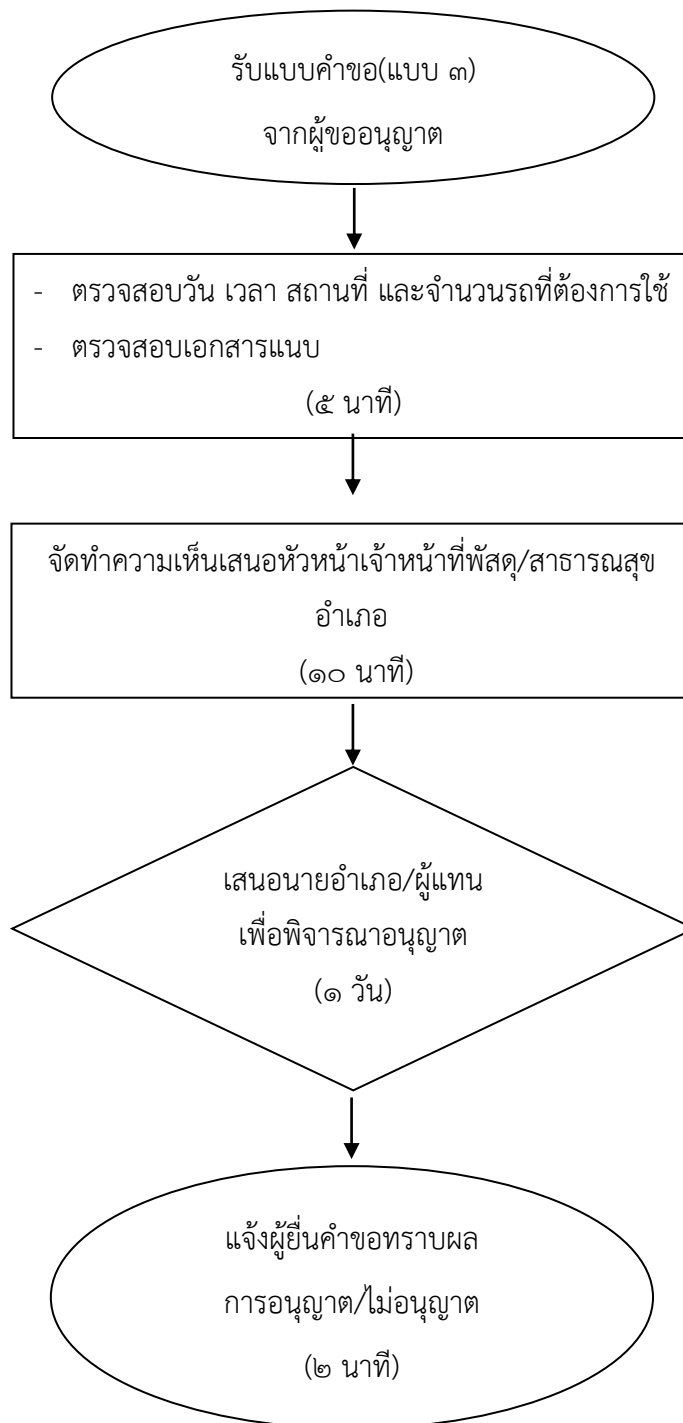 รับแบบคำขอ(แบบ ๓)
จากผู้ขออนุญาต
- ตรวจสอบวัน เวลา สถานที่ และจำนวนรถที่ต้องการใช้
- ตรวจสอบเอกสารแนบ
(๕ นาที)
จัดทำความเห็นเสนอหัวหน้าเจ้าหน้าที่พัสดุ/สาธารณสุข
อำเภอ
(๑๐ นาที)
เสนอนายอำเภอ/ผู้แทน
เพื่อพิจารณาอนุญาต
(๑ วัน)
แจ้งผู้ยื่นคำขอทราบผล
การอนุญาต/ไม่อนุญาต
(๒ นาที)